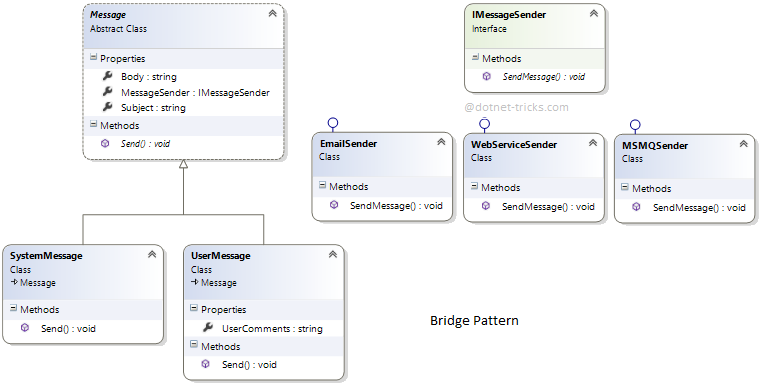 Message
Abstract Class
Properties
Body : string
MessageSender : IMessageSender
Subject : string
Methods
Send() : void
IMessageSender
Interface
Methods
SendMessage() : void
@dotnet-tricks.com
EmailSender
Class
Methods
SendMessage() : void
WebServiceSender
Class
Methods
SendMessage() : void
MSMQSender
Class
Methods
SendMessage() : void
SystemMessage
Class
Message
Methods
Send() : void
UserMessage
Class
Message
Properties
UserComments : string
Methods
Send() : void
Bridge Pattern